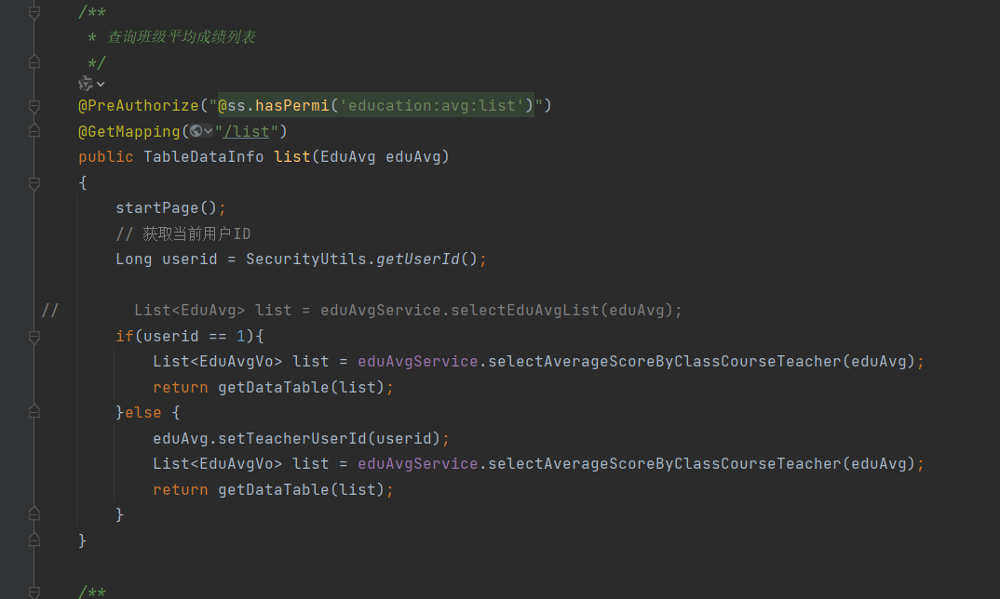 /**
 * 查询班级平均成绩列表
 */
@PreAuthorize("@ss.hasPermi('education:avg:list')")
@GetMapping("/list")
public TableDataInfo list(EduAvg eduAvg)
{
    startPage();
    // 获取当前用户ID
    Long userid = SecurityUtils.getUserId();
//        List<EduAvg> list = eduAvgService.selectEduAvgList(eduAvg);
    if(userid == 1){
        List<EduAvgVo> list = eduAvgService.selectAverageScoreByClassCourseTeacher(eduAvg);
        return getDataTable(list);
    }else {
        eduAvg.setTeacherUserId(userid);
        List<EduAvgVo> list = eduAvgService.selectAverageScoreByClassCourseTeacher(eduAvg);
        return getDataTable(list);
    }
}
/**